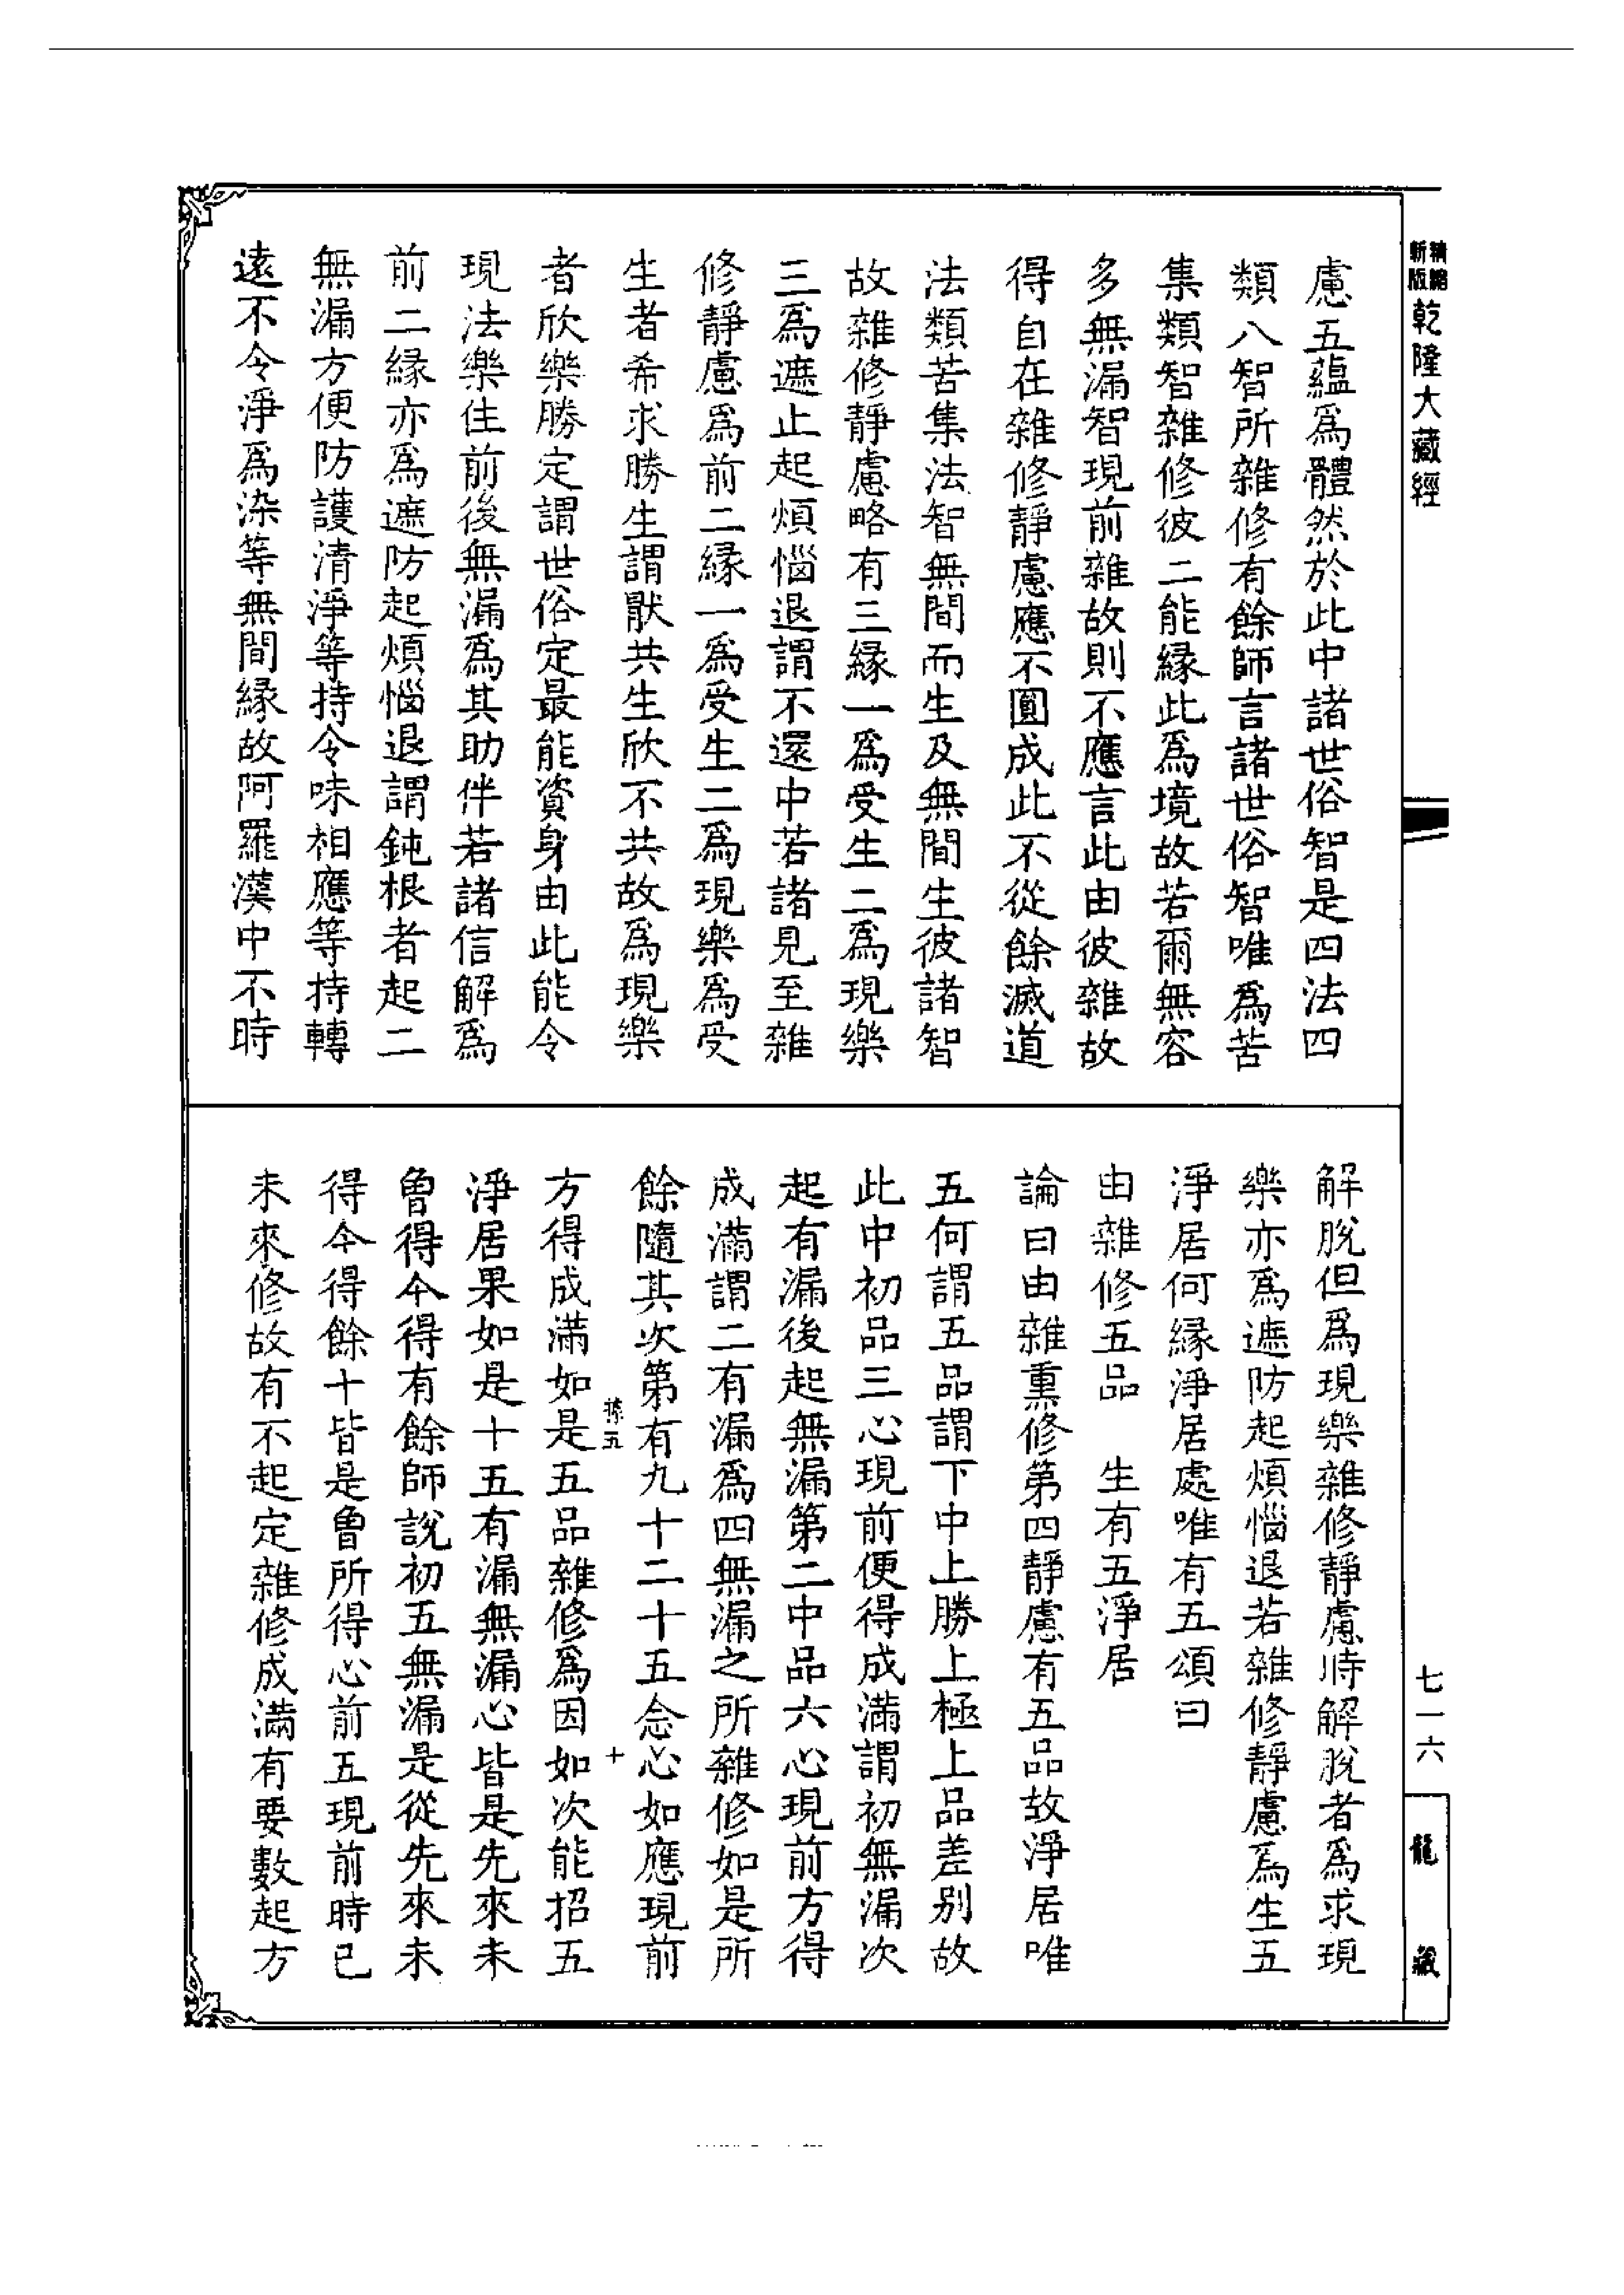 精縮新版乾隆大藏經
慮五蘊爲體然於此中諸世俗智是四法四
類八智所雜修有餘師言諸世俗智唯爲苦
集類智雜修彼二能緣此爲境故若爾無容
多無漏智現前雜故則不應言此由彼雜故
得自在雜修靜慮應不圓成此不從餘滅道
法類苦集法智無間而生及無間生彼諸智
故雜修靜慮略有三緣一爲受生二爲現樂
三爲遮止起煩惱退謂不還中若諸見至雜
修靜慮爲前二緣一爲受生二爲現樂爲受
生者希求勝生謂猒共生欣不共故爲現樂
者欣樂勝定謂世俗定最能資身由此能令
現法樂住前後無漏爲其助伴若諸信解爲
前二緣亦爲遮防起煩惱退謂鈍根者起二
無漏方便防護清淨等持令味相應等持轉
遠不令淨爲染等無間緣故阿羅漢中不時
解脫但爲現樂雜修靜慮時解脫者爲求現
樂亦爲遮防起煩惱退若雜修靜慮爲生五
淨居何緣淨居處唯有五頌曰
由雜修五品　生有五淨居
論曰由雜熏修第四靜慮有五品故淨居唯
五何謂五品謂下中上勝上極上品差別故
此中初品三心現前便得成滿謂初無漏次
起有漏後起無漏第二中品六心現前方得
成滿謂二有漏爲四無漏之所雜修如是所
餘隨其次第有九十二十五念心如應現前
十
方得成滿如是五品雜修爲因如次能招五
淨居果如是十五有漏無漏心皆是先來未
曾得今得有餘師說初五無漏是從先來未
得今得餘十皆是曾所得心前五現前時已
未來修故有不起定雜修成滿有要數起方
七一六
龍藏